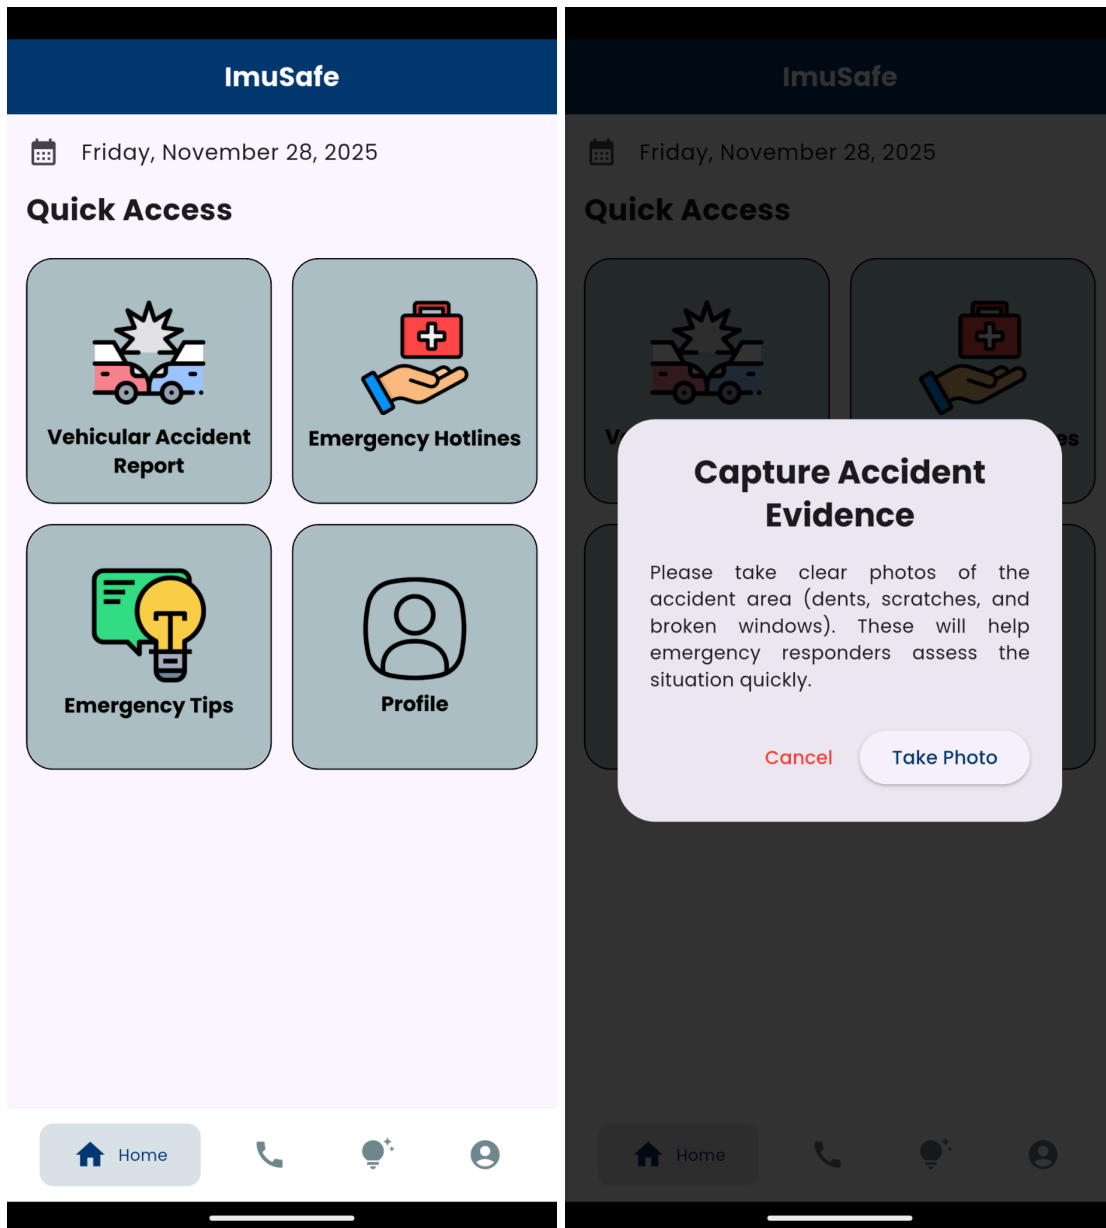 ImuSafe
Friday, November 28, 2025
Quick Access
Vehicular Accident
Report
Emergency Hotlines
Emergency Tips
Profile
Home
ImuSafe
Friday, November 28, 2025
Quick Access
Capture Accident
Evidence
Please take clear photos of the
accident area (dents, scratches, and
broken windows). These will help
emergency responders assess the
situation quickly.
Cancel
Take Photo
Home